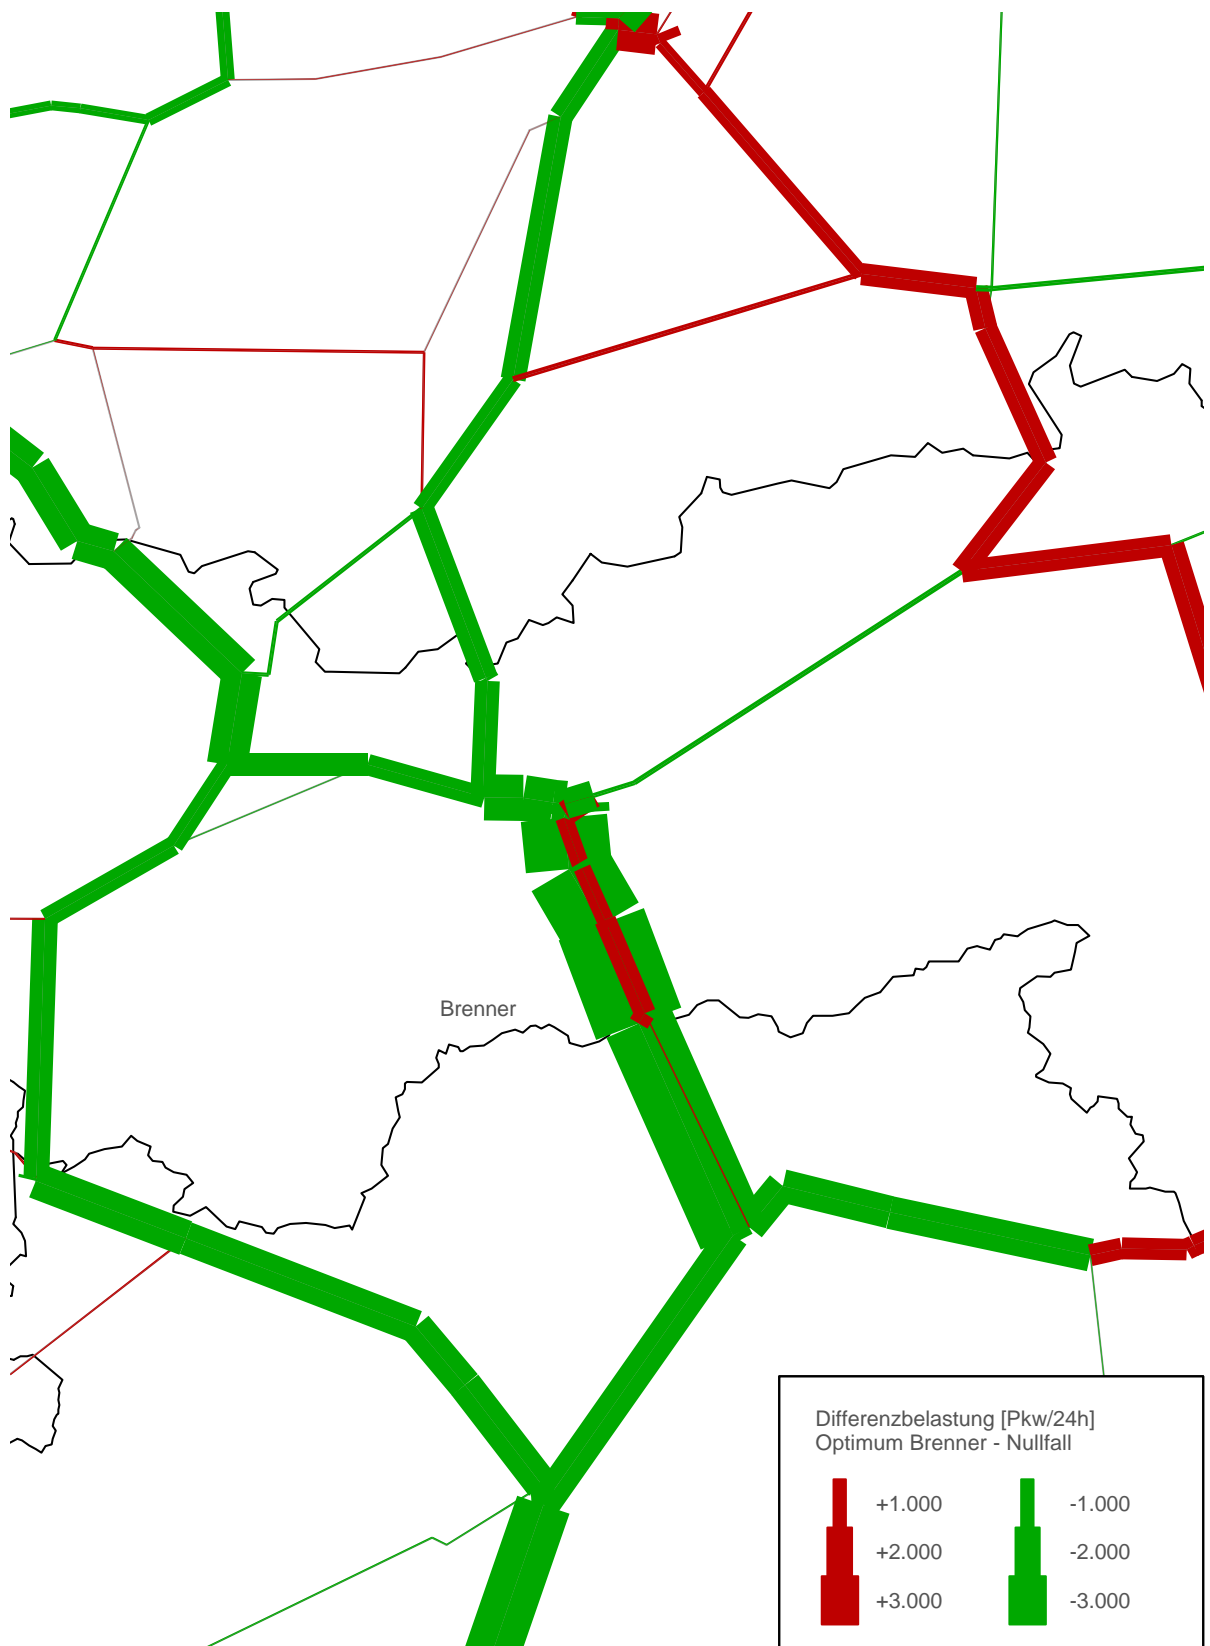 Brenner
Differenzbelastung [Pkw/24h]
Optimum Brenner - Nullfall
+1.000 -1.000
+2.000 -2.000
+3.000 -3.000